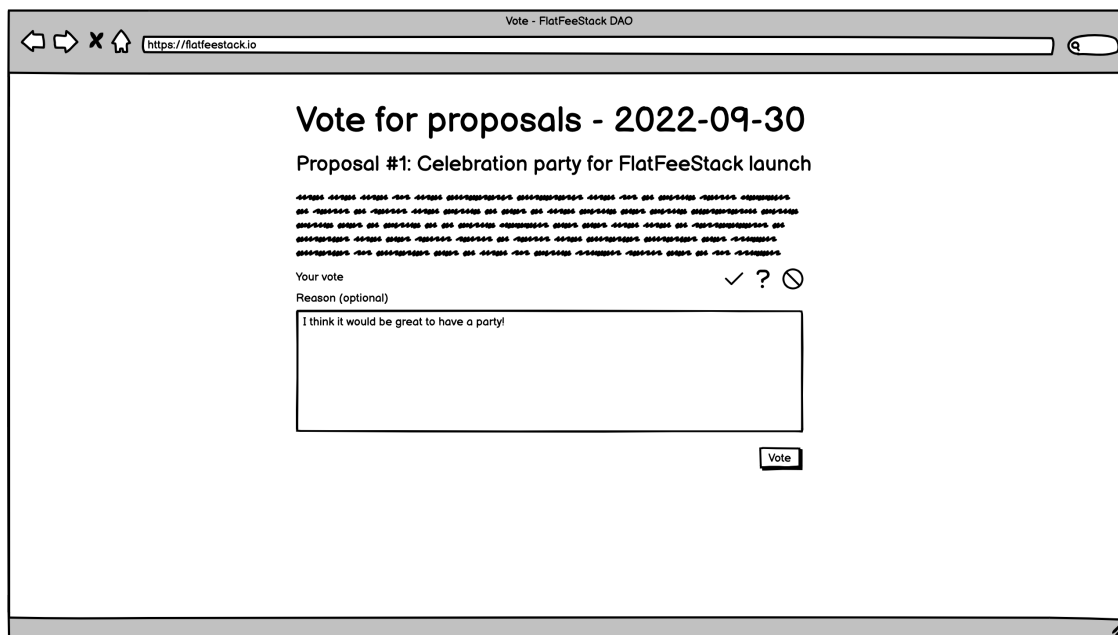 Vote - FlatFeeStack DAO
https://flatfeestack.io
Vote for proposals - 2022-09-30
Proposal #1: Celebration party for FlatFeeStack launch
Your vote
?
Reason (optional)
I think it would be great to have a party!
Vote